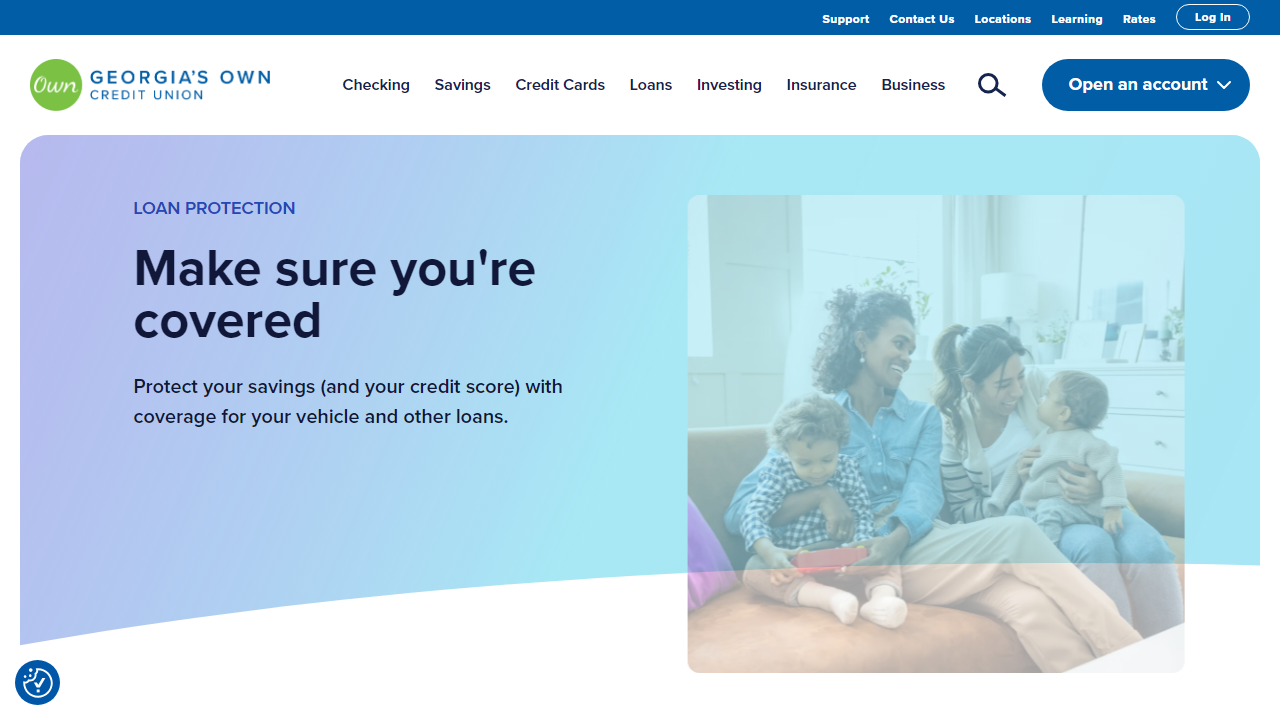 Support Contact Us Locations Learning Rates Log In
Own GEORGIA'S OWN
CREDIT UNION
Checking Savings Credit Cards Loans Investing Insurance Business Open an account
LOAN PROTECTION
Make sure you're
covered
Protect your savings (and your credit score) with
coverage for your vehicle and other loans.